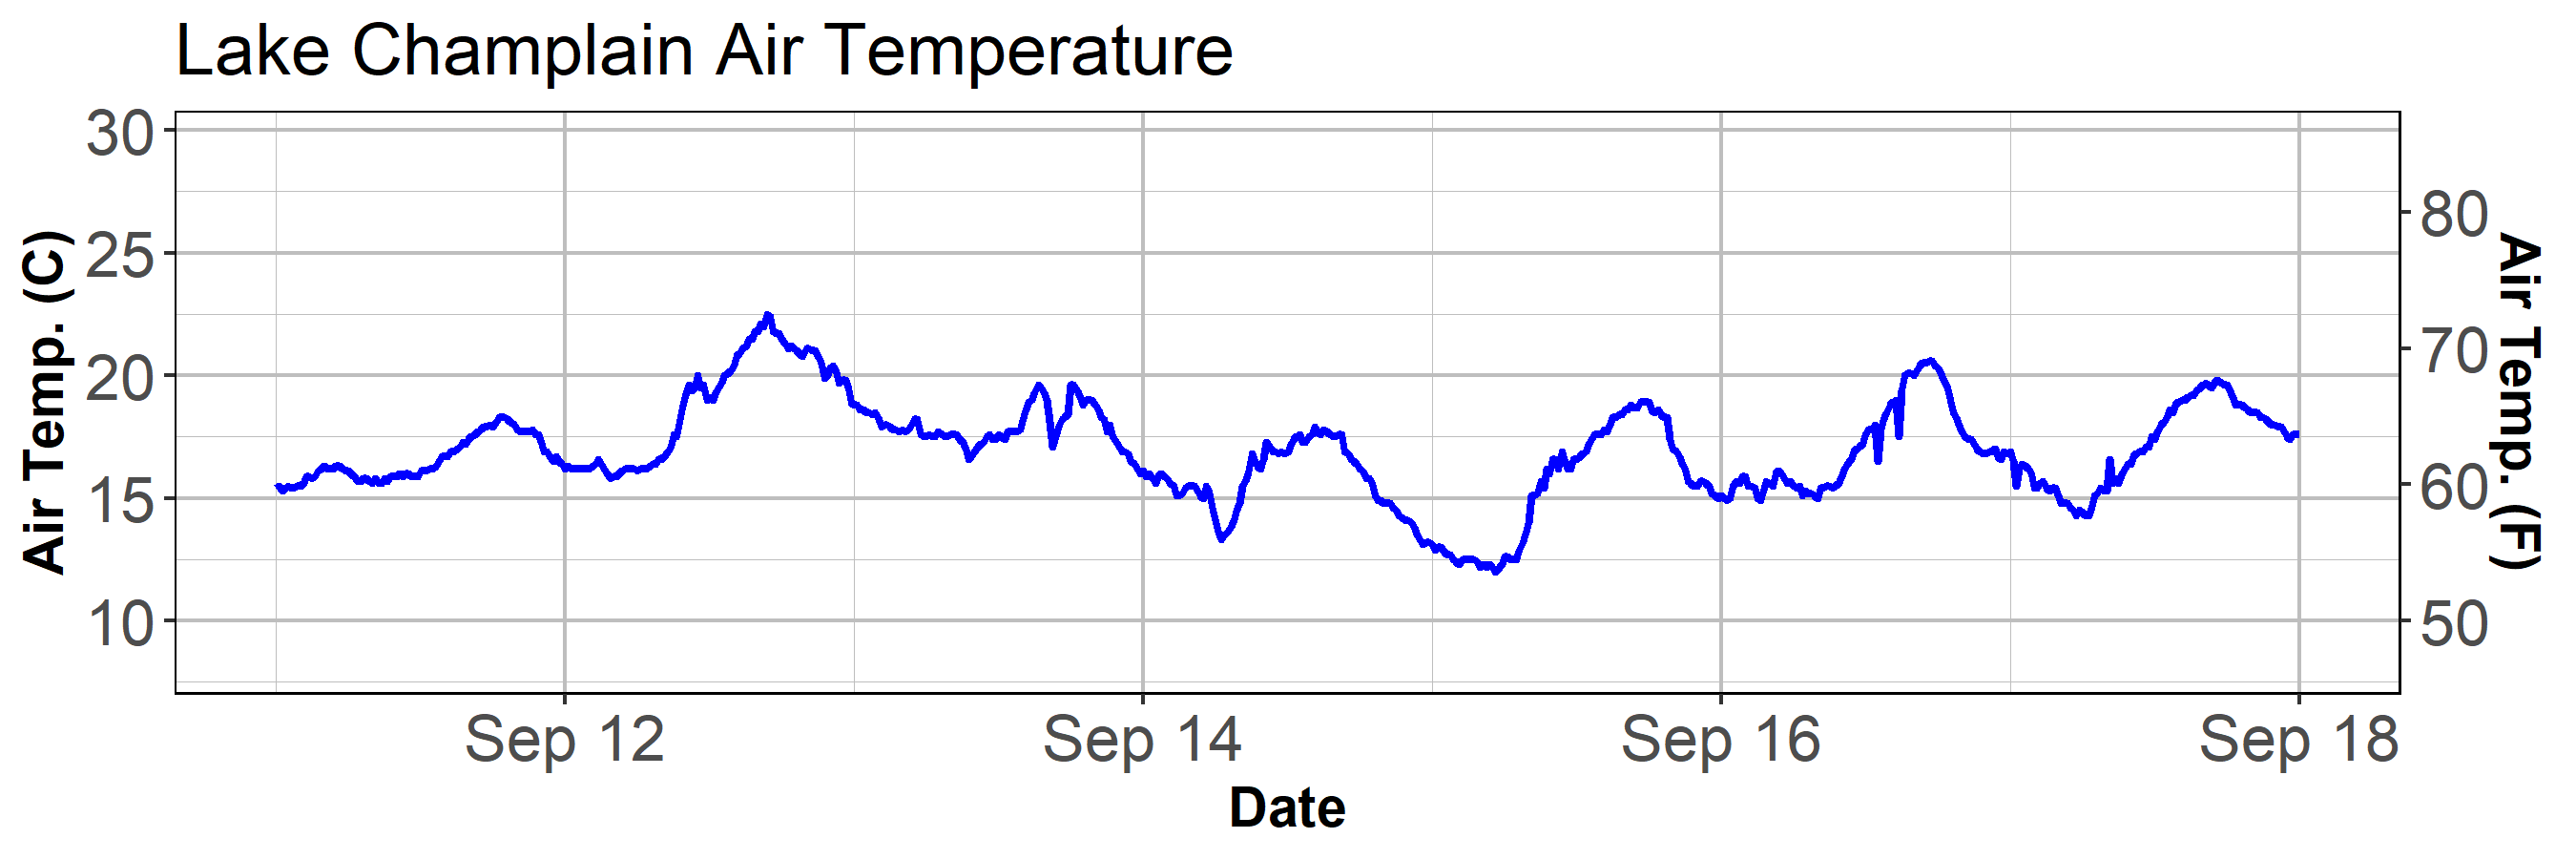 Lake Champlain Air Temperature
30
25
20
15
10
Air Temp. (C)
80
70
60
50
Air Temp. (F)
Sep 12
Sep 14
Sep 16
Sep 18
Date